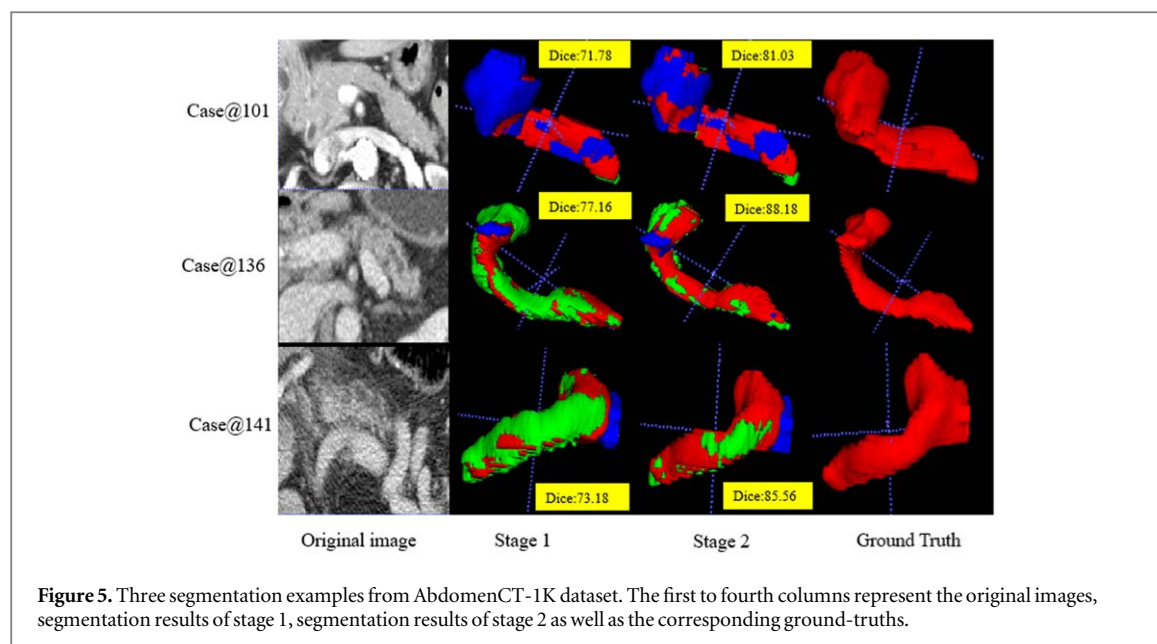 Dice:71.78 Dice:81.03
Case@101
Dice:77.16 Dice:88.18
Case@136
Case@141
Dice:73.18 Dice:85.56
Original image Stage 1 Stage 2 Ground Truth
Figure 5. Three segmentation examples from AbdomenCT-1K dataset. The first to fourth columns represent the original images,
segmentation results of stage 1, segmentation results of stage 2 as well as the corresponding ground-truths.